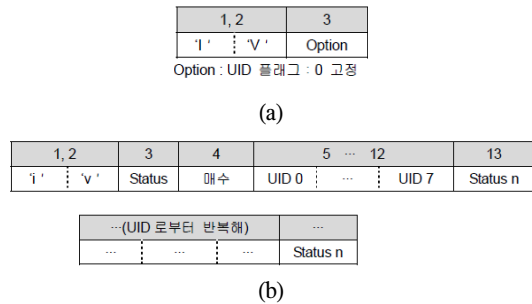 1, 2 3
'I ' 'V ' Option
Option : UID 플래그 : 0 고정
(a)
1, 2 3 4 5 … 12 13
'i ' 'v ' Status 매수 UID 0 … UID 7 Status n
…(UID 로부터 반복해) …
… … … Status n
(b)